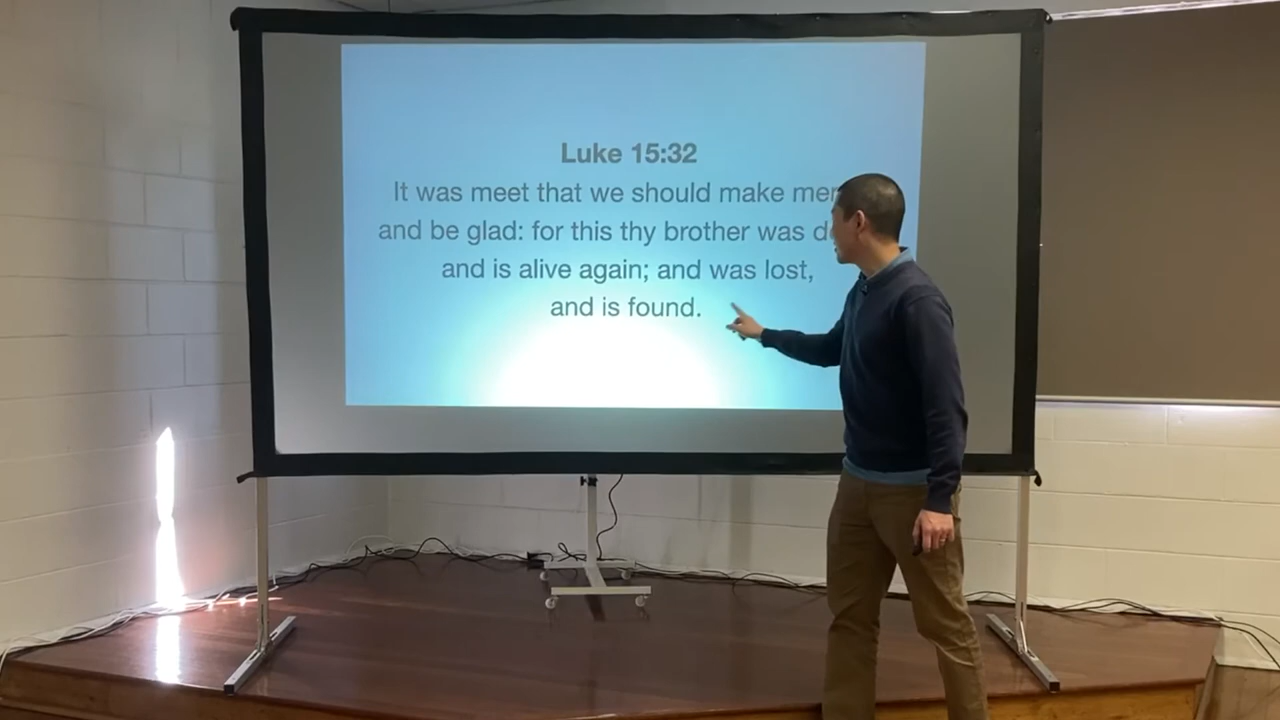 Luke 15:32
It was meet that we should make mer
and be glad: for this thy brother was d
and is alive again; and was lost,
and is found.